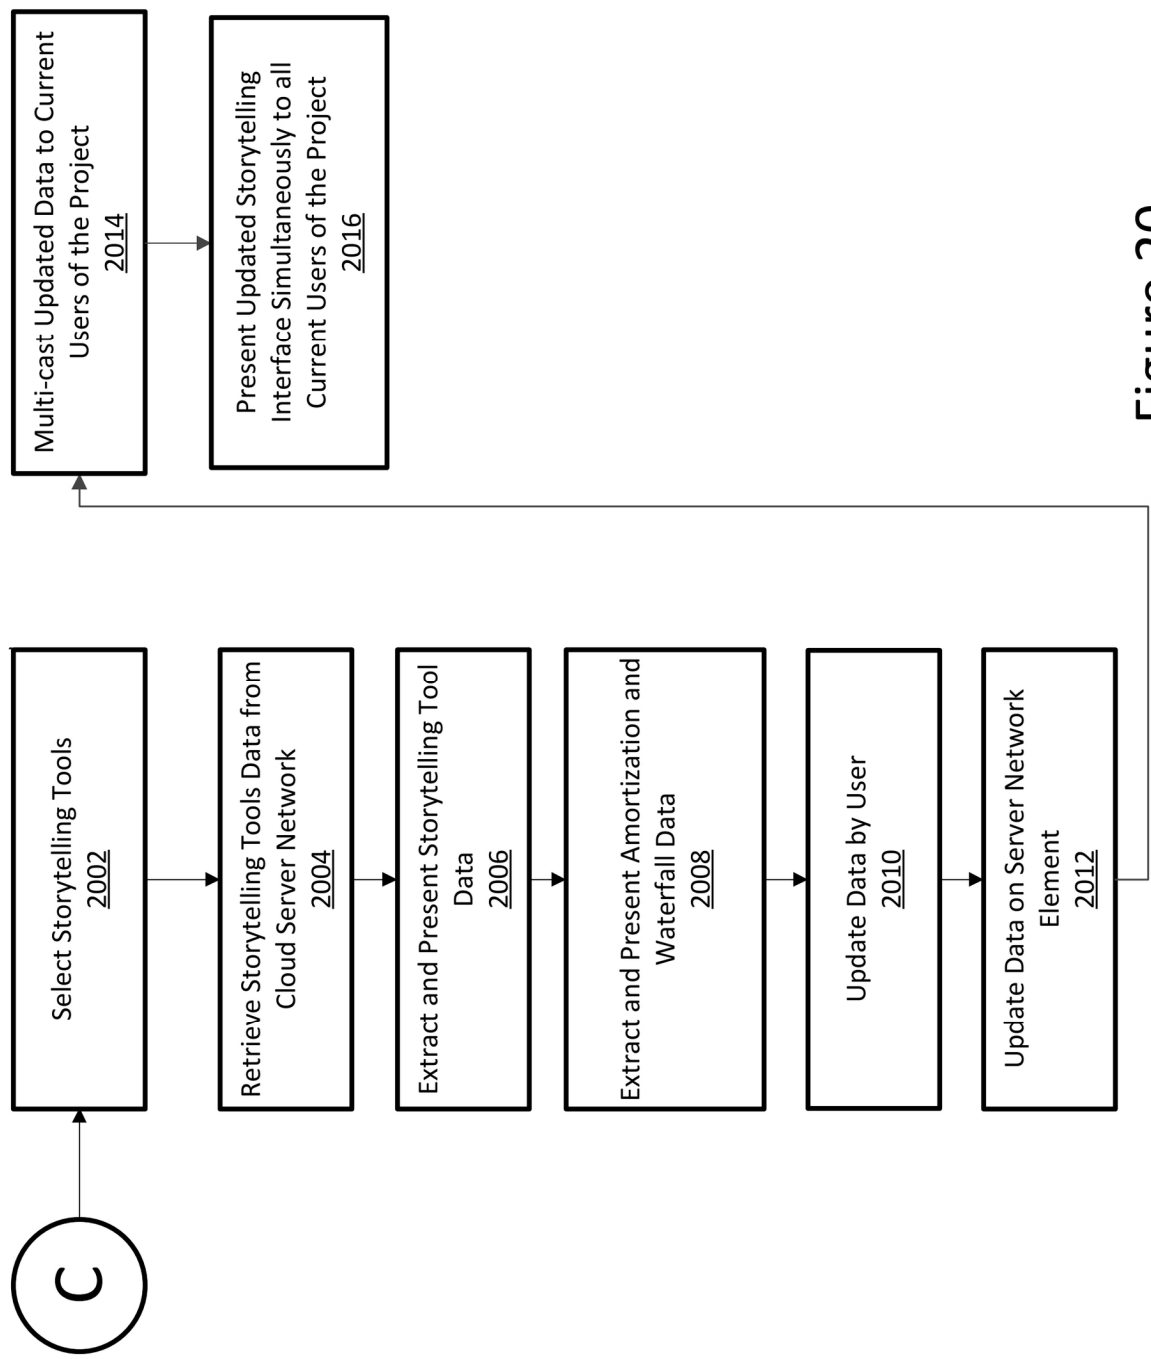 C
Select Storytelling Tools
2002
Retrieve Storytelling Tools Data from
Cloud Server Network
2004
Extract and Present Storytelling Tool
Data
2006
Extract and Present Amortization and
Waterfall Data
2008
Update Data by User
2010
Update Data on Server Network
Element
2012
Multi-cast Updated Data to Current
Users of the Project
2014
Present Updated Storytelling
Interface Simultaneously to all
Current Users of the Project
2016
Figure 20